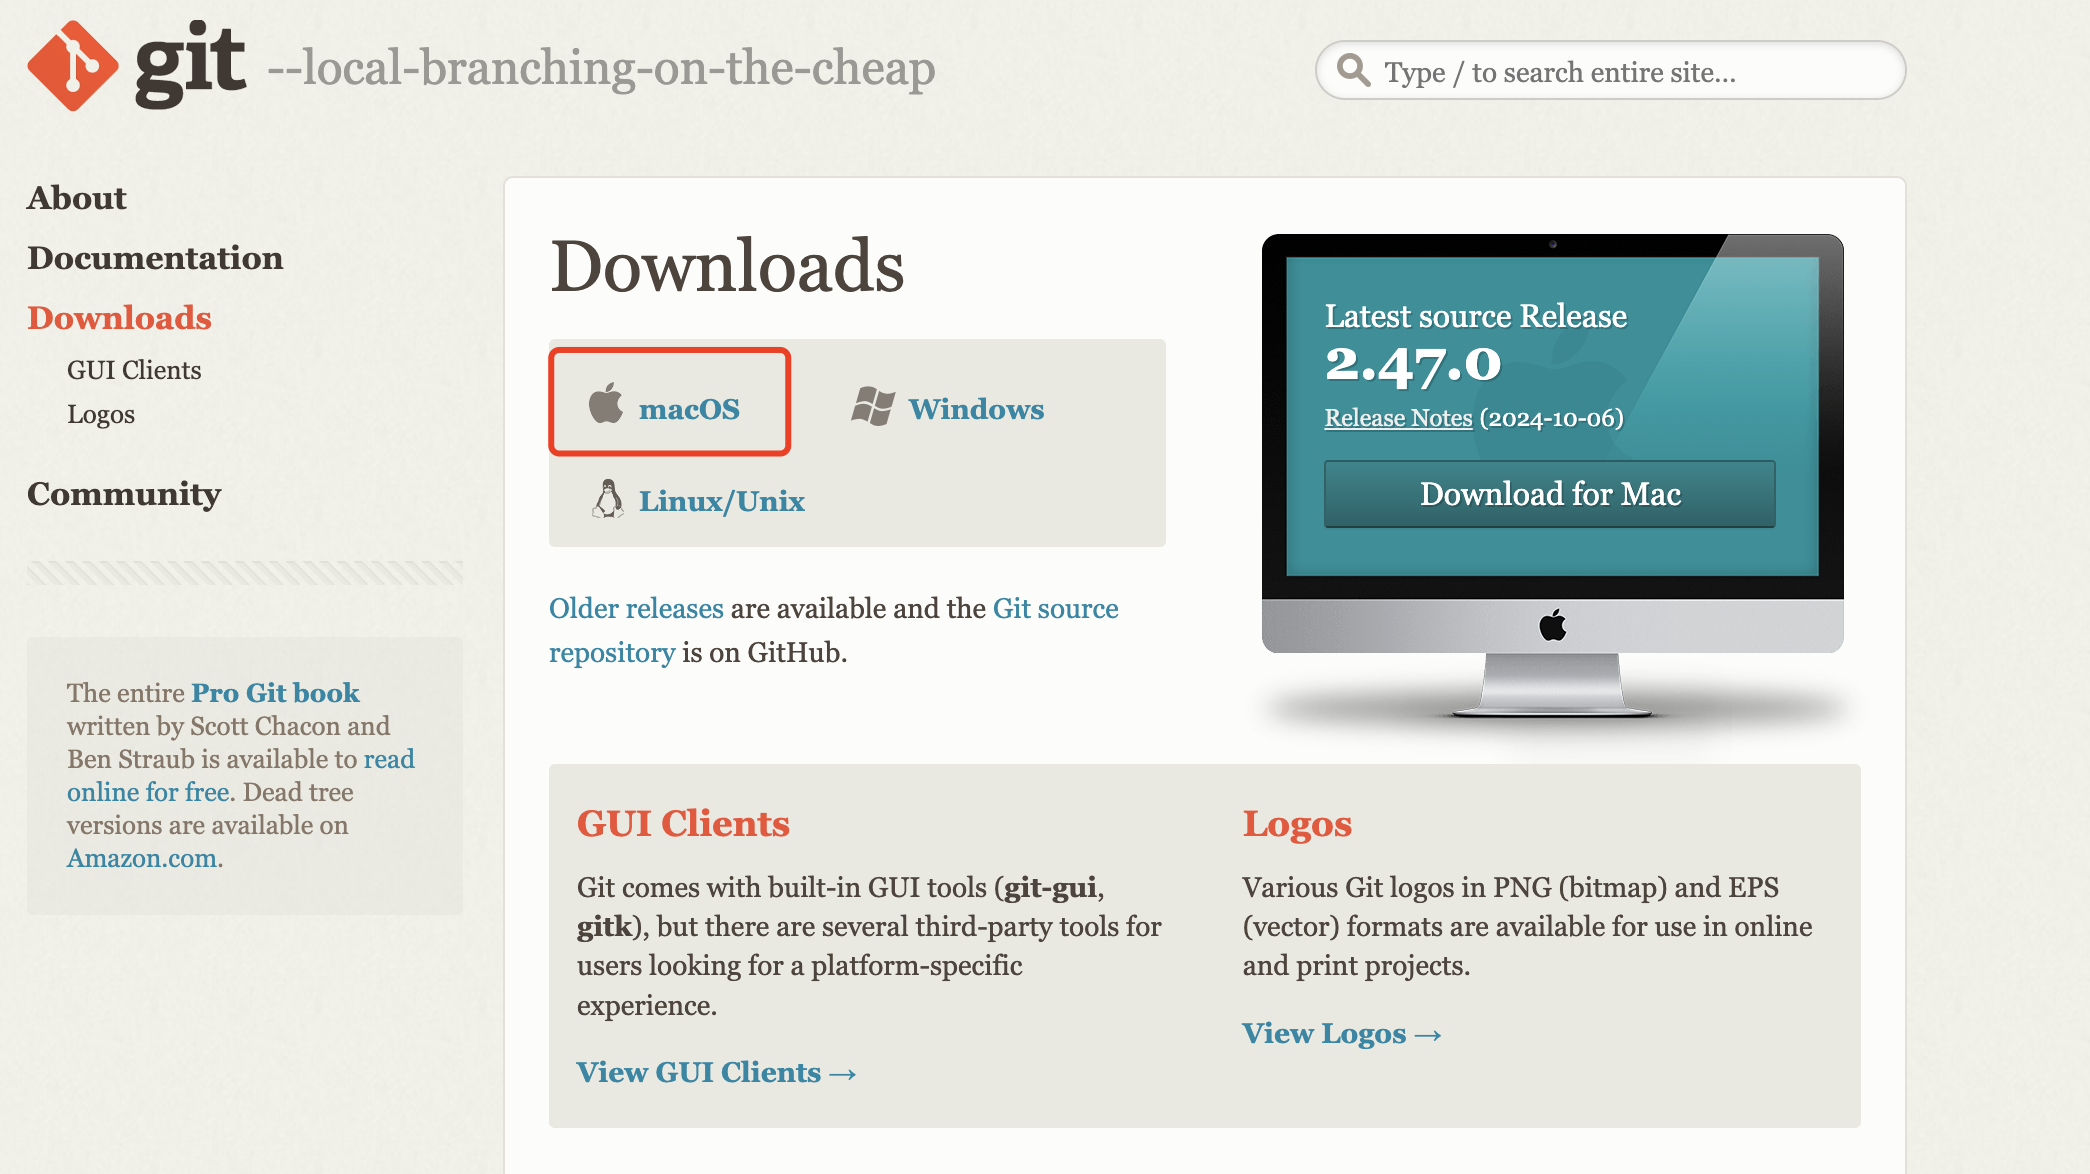 git --local-branching-on-the-cheap
Type / to search entire site...
About
Documentation
Downloads
GUI Clients
Logos
Community
The entire Pro Git book
written by Scott Chacon and
Ben Straub is available to read
online for free. Dead tree
versions are available on
Amazon.com.
Downloads
macOS
Windows
Linux/Unix
Older releases are available and the Git source
repository is on GitHub.
Latest source Release
2.47.0
Release Notes (2024-10-06)
Download for Mac
GUI Clients
Git comes with built-in GUI tools (git-gui,
gitk), but there are several third-party tools for
users looking for a platform-specific
experience.
View GUI Clients →
Logos
Various Git logos in PNG (bitmap) and EPS
(vector) formats are available for use in online
and print projects.
View Logos →